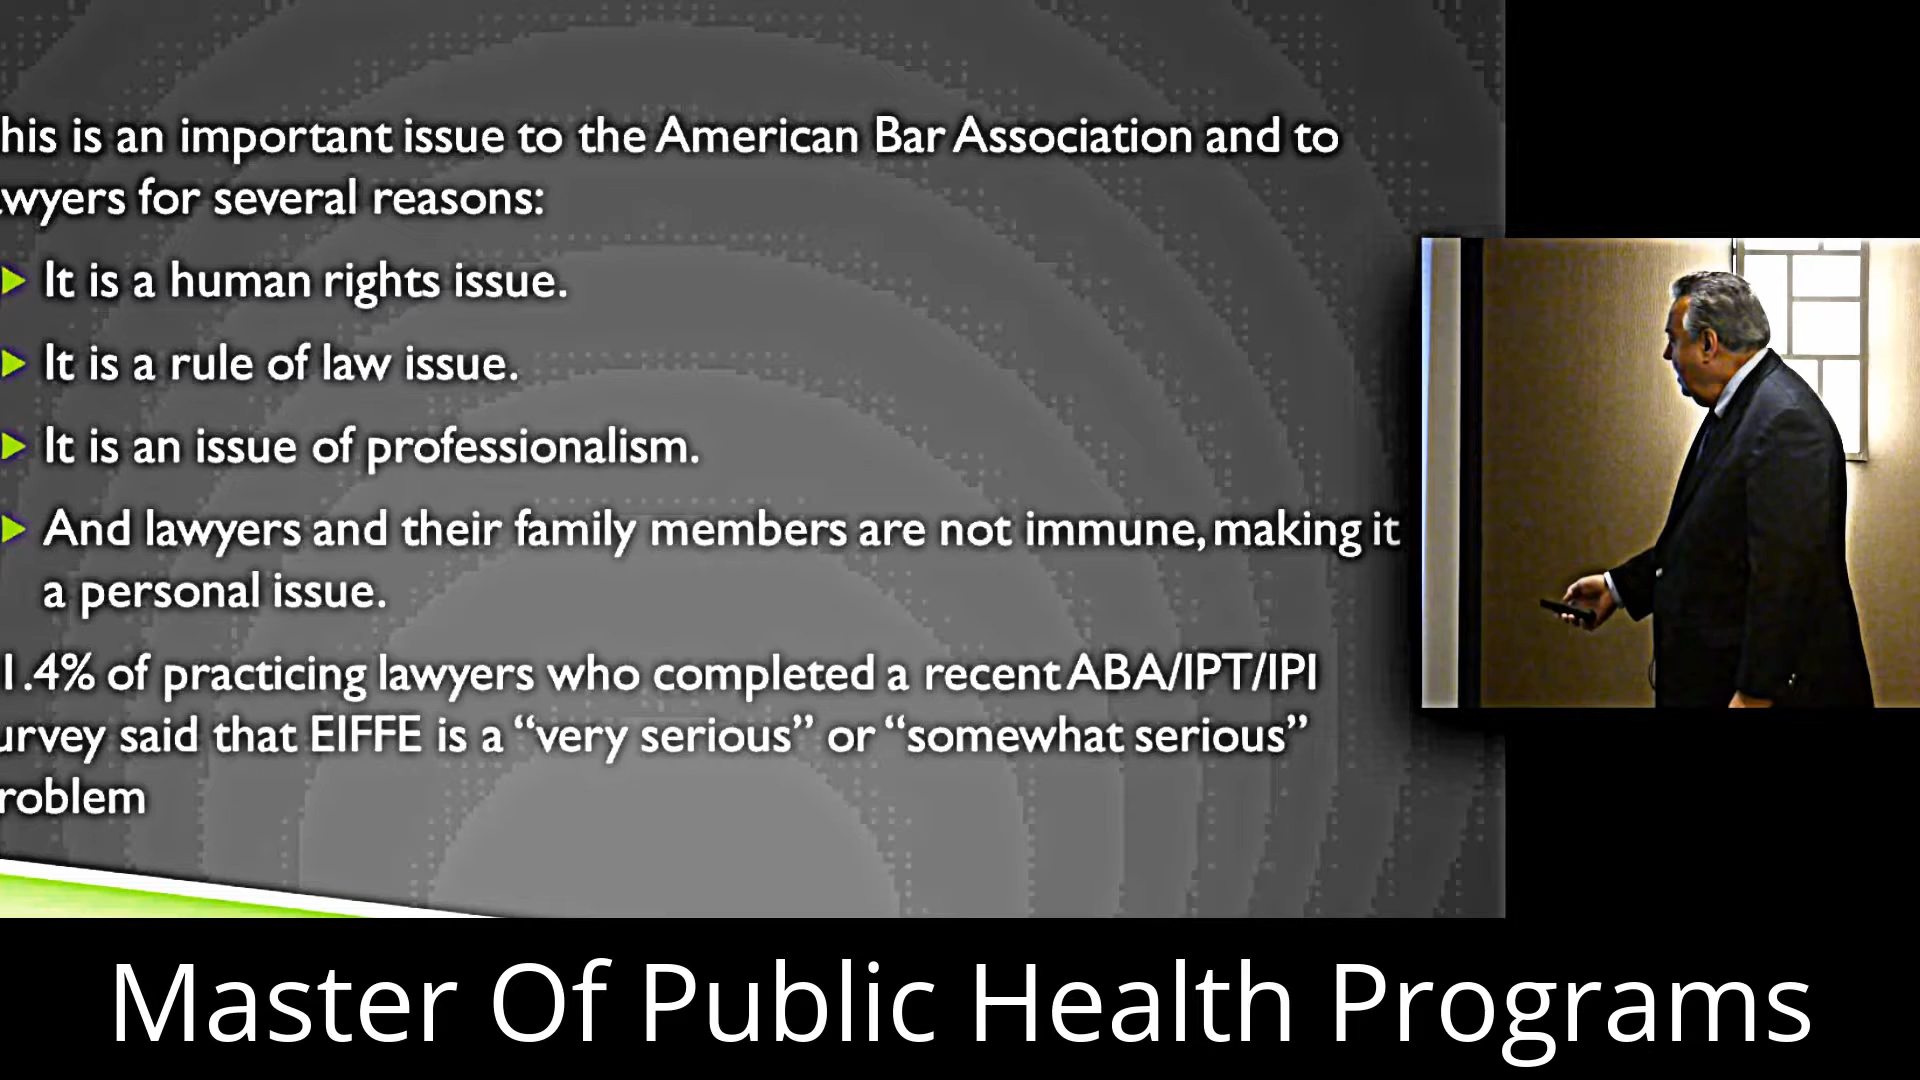 his is an important issue to the American Bar Association and to
wyers for several reasons:
It is a human rights issue.
It is a rule of law issue.
It is an issue of professionalism.
And lawyers and their family members are not immune, making it
a personal issue.
1.4% of practicing lawyers who completed a recent ABA/IPT/IPI
urvey said that EIFFE is a “very serious” or “somewhat serious”
roblem
Master Of Public Health Programs